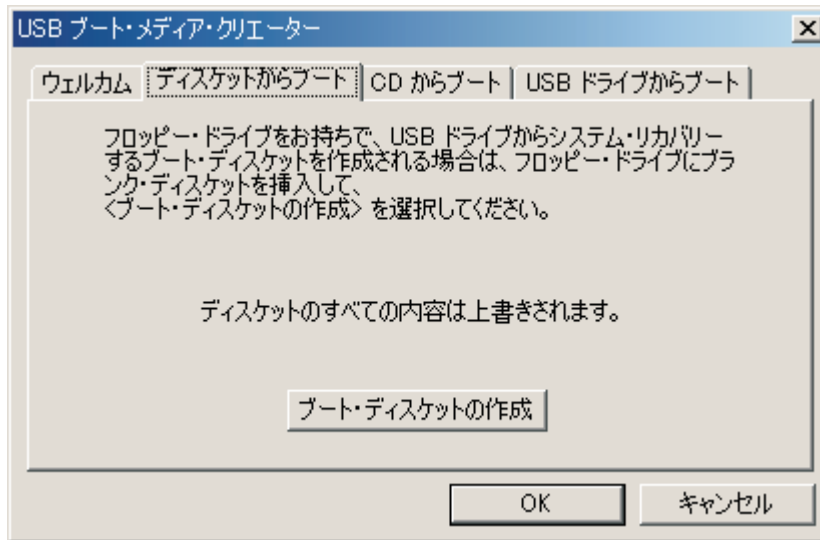 USB ブート・メディア・クリエーター
ウェルカム
ディスケットからブート
CD からブート
USB ドライブからブート
フロッピー・ドライブをお持ちで、USB ドライブからシステム・リカバリー
するブート・ディスケットを作成される場合は、フロッピー・ドライブにブラ
ンク・ディスケットを挿入して、
<ブート・ディスケットの作成> を選択してください。
ディスケットのすべての内容は上書きされます。
ブート・ディスケットの作成
OK
キャンセル